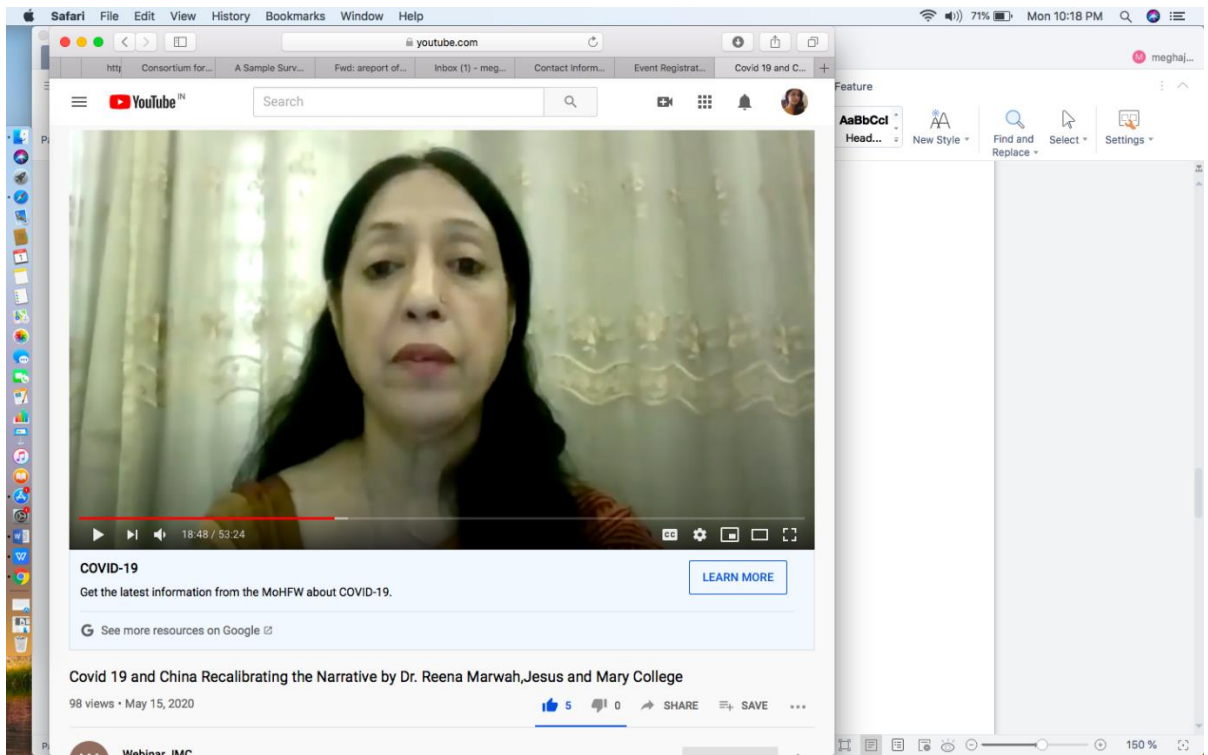 Safari File Edit View History Bookmarks Window Help 71% Mon 10:18 PM
youtube.com
meghaj...
Consortium for... A Sample Surv... Fwd: areport of... Inbox (1) - meg... Contact Inform... Event Registrat... Covid 19 and C...
Feature
YouTube IN
Search
AaBbCcI
Head... New Style Find and Replace Select Settings
18:48 / 53:24
COVID-19
Get the latest information from the MoHFW about COVID-19.
LEARN MORE
See more resources on Google
Covid 19 and China Recalibrating the Narrative by Dr. Reena Marwah,Jesus and Mary College
98 views • May 15, 2020
5 0 SHARE SAVE
Webinar JMC
150 %